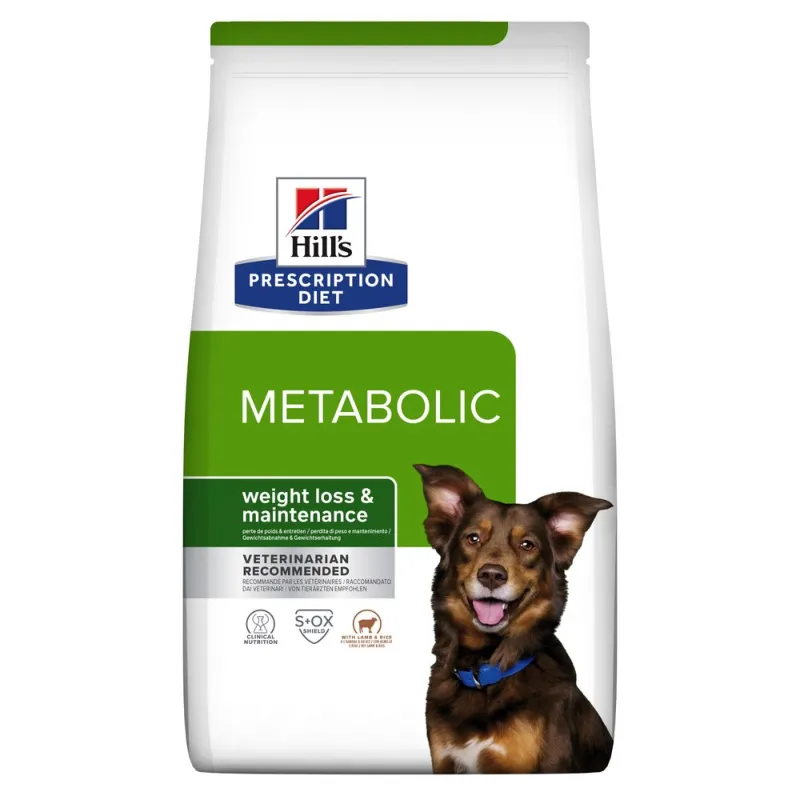 Hill's
PRESCRIPTION
DIET
METABOLIC
weight loss &
maintenance
perte de poids & entretien / perdita di peso e mantenimento /
Gewichtsabnahme & Gewichtserhaltung
VETERINARIAN
RECOMMENDED
RECOMMANDÉ PAR LES VÉTÉRINAIRES / RACCOMANDATO
DAI VETERINARI / VON TIERÄRZTEN EMPFOHLEN
CLINICAL
NUTRITION
S+OX
SHIELD
WITH LAMB & RICE